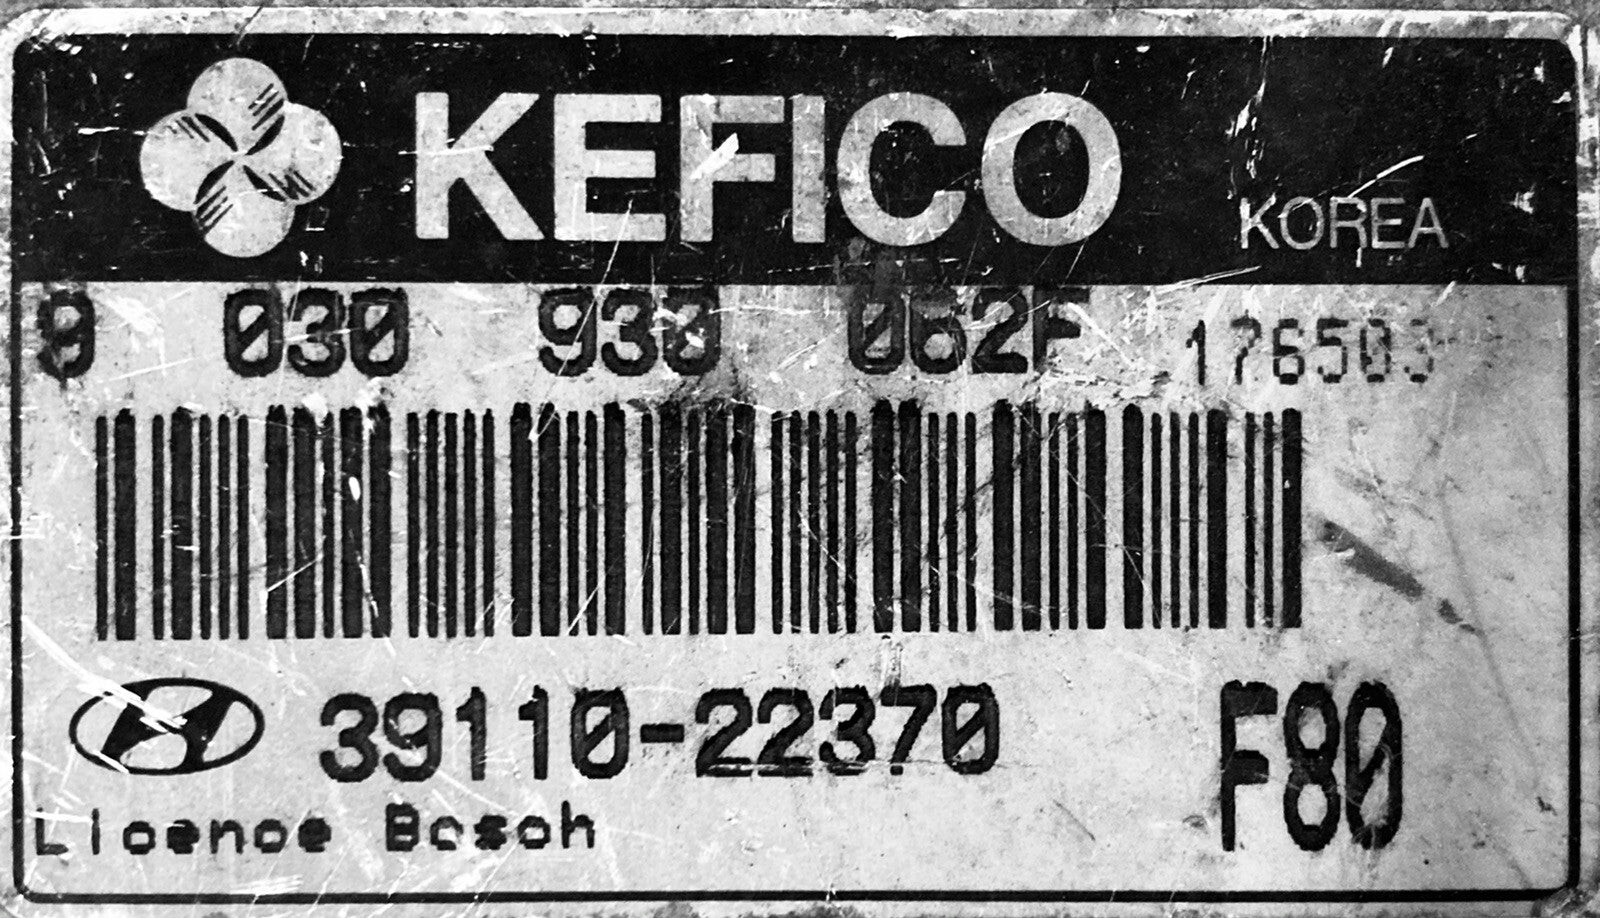 KEFICO KOREA
9 030 930 062F 176503
39110-22370 F80
Licence Bosch